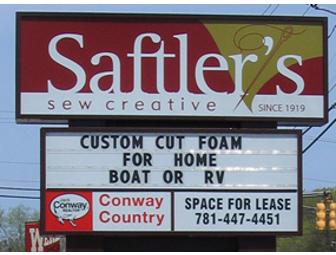 Saftler's
sew creative
SINCE 1919
CUSTOM CUT FOAM
FOR HOME
BOAT OR RV
Conway
Conway
Country
SPACE FOR LEASE
781-447-4451